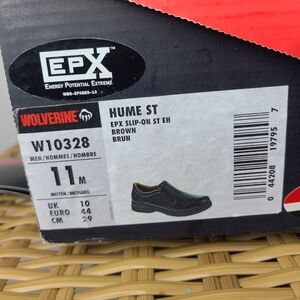 EPX
ENERGY POTENTIAL EXTREME
WOLVERINE
HUME ST
EPX SLIP-ON ST EH
BROWN
BRUN
W10328
MEN/HOMMES/HOMBRE
11 M
MOYEN/MEDIANO
UK 10
EURO 44
CM 29
0 44208 19795 7